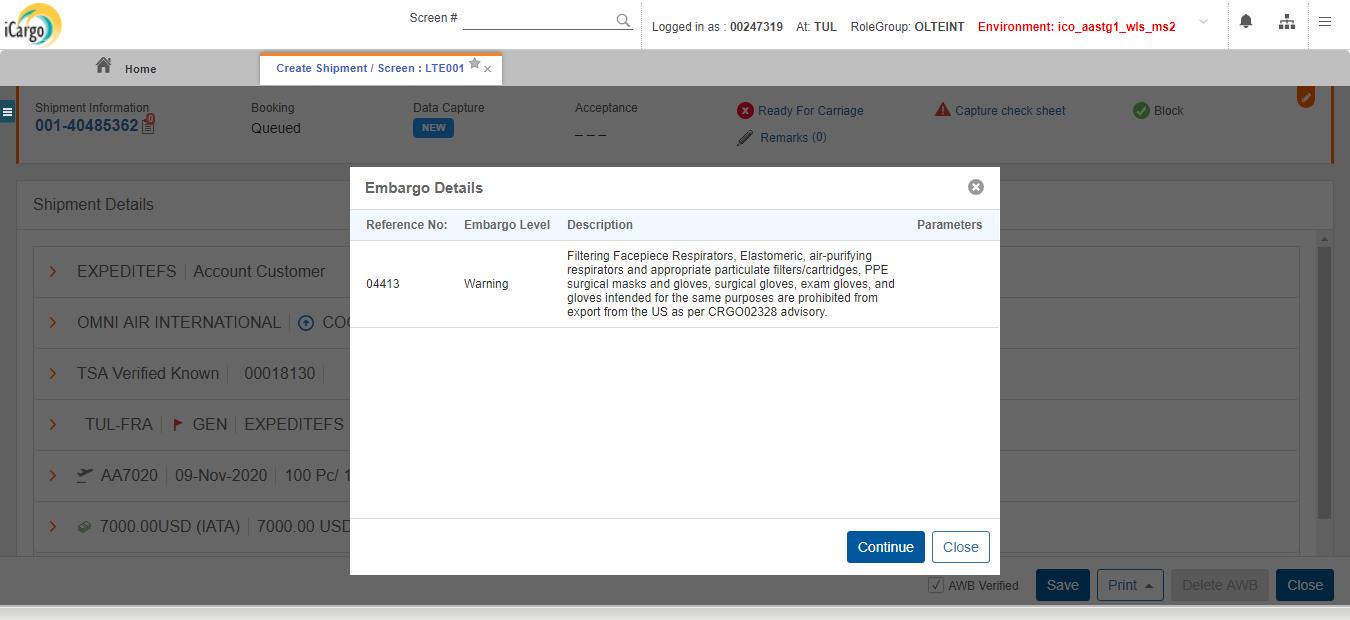 iCargo
Screen #
Logged in as : 00247319 At: TUL RoleGroup: OLTEINT Environment: ico_aastg1_wls_ms2
Home
Create Shipment / Screen : LTE001
Shipment Information
001-40485362
0
Booking
Queued
Data Capture
NEW
Acceptance
_ _ _
Ready For Carriage
Remarks (0)
Capture check sheet
Block
Shipment Details
EXPEDITEFS Account Customer
OMNI AIR INTERNATIONAL
TSA Verified Known 00018130
TUL-FRA GEN EXPEDITEFS
AA7020 09-Nov-2020 100 Pc/
7000.00USD (IATA) 7000.00 USD
Embargo Details
Reference No: Embargo Level Description Parameters
04413 Warning
Filtering Facepiece Respirators, Elastomeric, air-purifying
respirators and appropriate particulate filters/cartridges, PPE
surgical masks and gloves, surgical gloves, exam gloves, and
gloves intended for the same purposes are prohibited from
export from the US as per CRGO02328 advisory.
Continue Close
AWB Verified Save Print Delete AWB Close